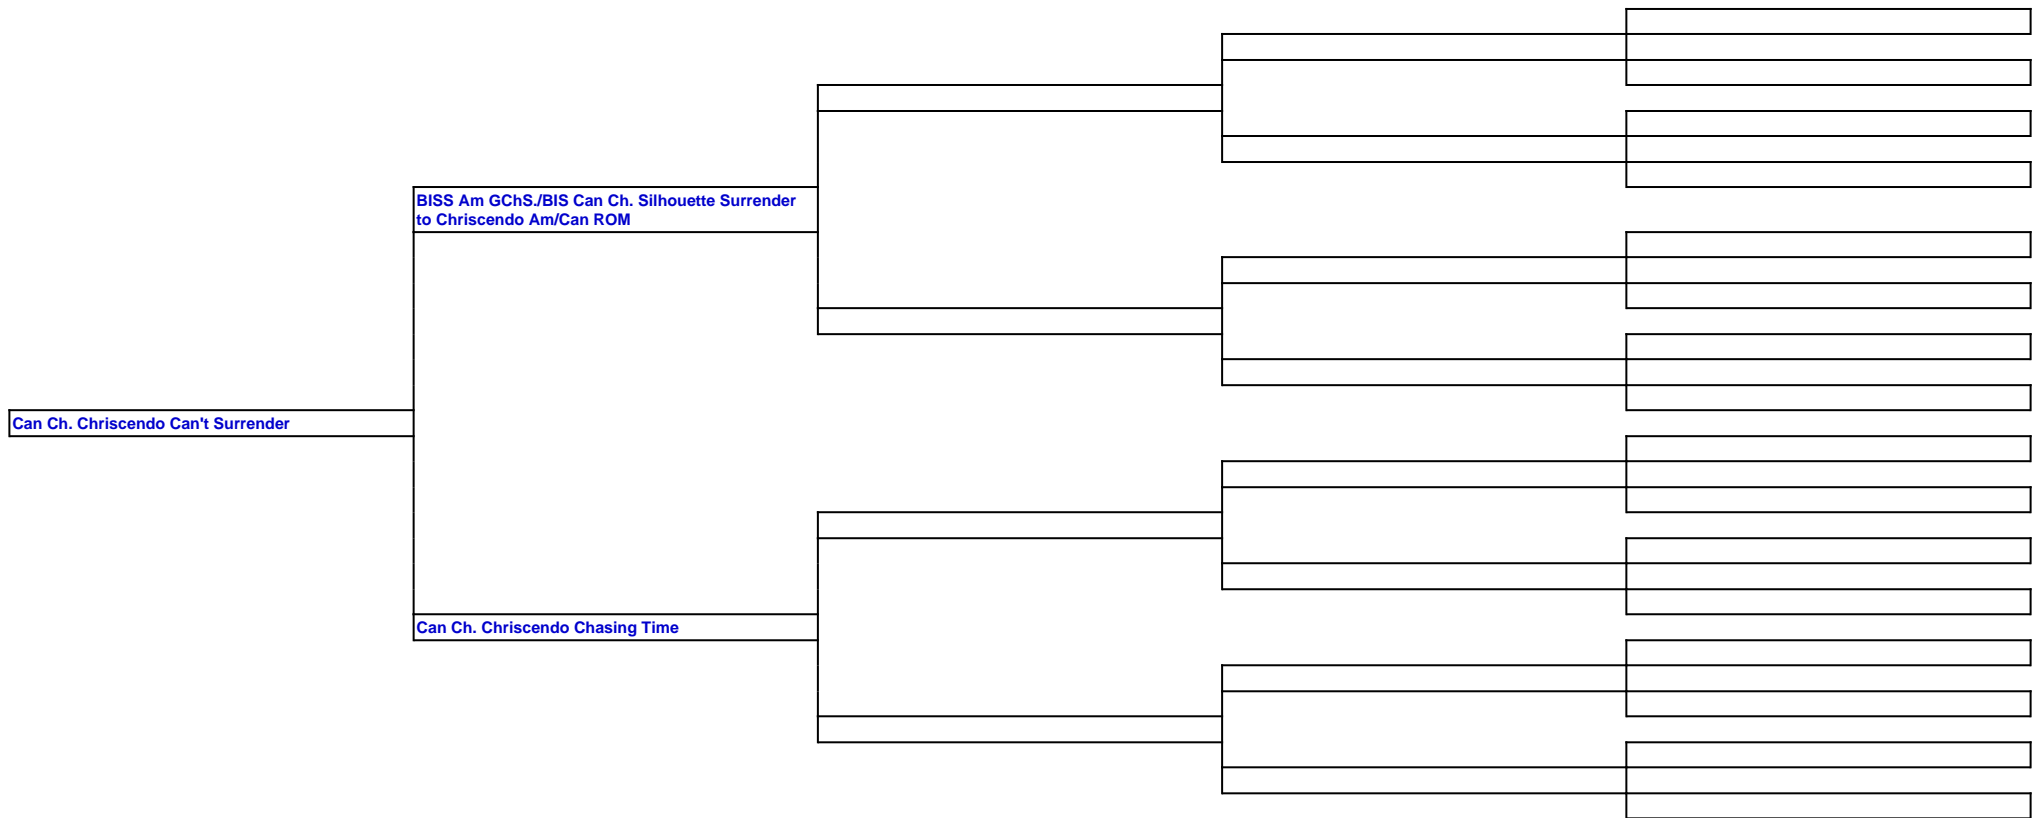 BISS Am GChS./BIS Can Ch. Silhouette Surrender
to Chriscendo Am/Can ROM
Can Ch. Chriscendo Can't Surrender
Can Ch. Chriscendo Chasing Time